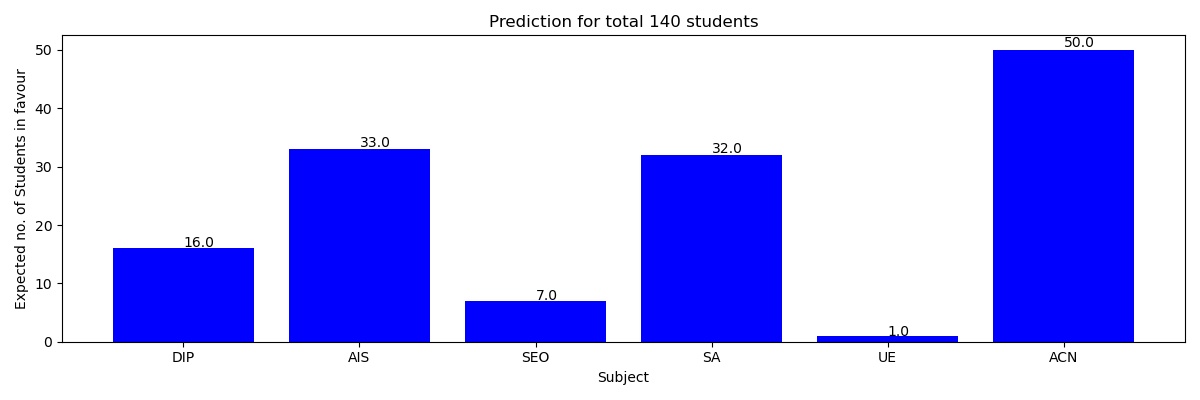 Prediction for total 140 students
Expected no. of Students in favour
50
40
30
20
10
0
16.0
33.0
7.0
32.0
1.0
50.0
DIP
AIS
SEO
SA
UE
ACN
Subject